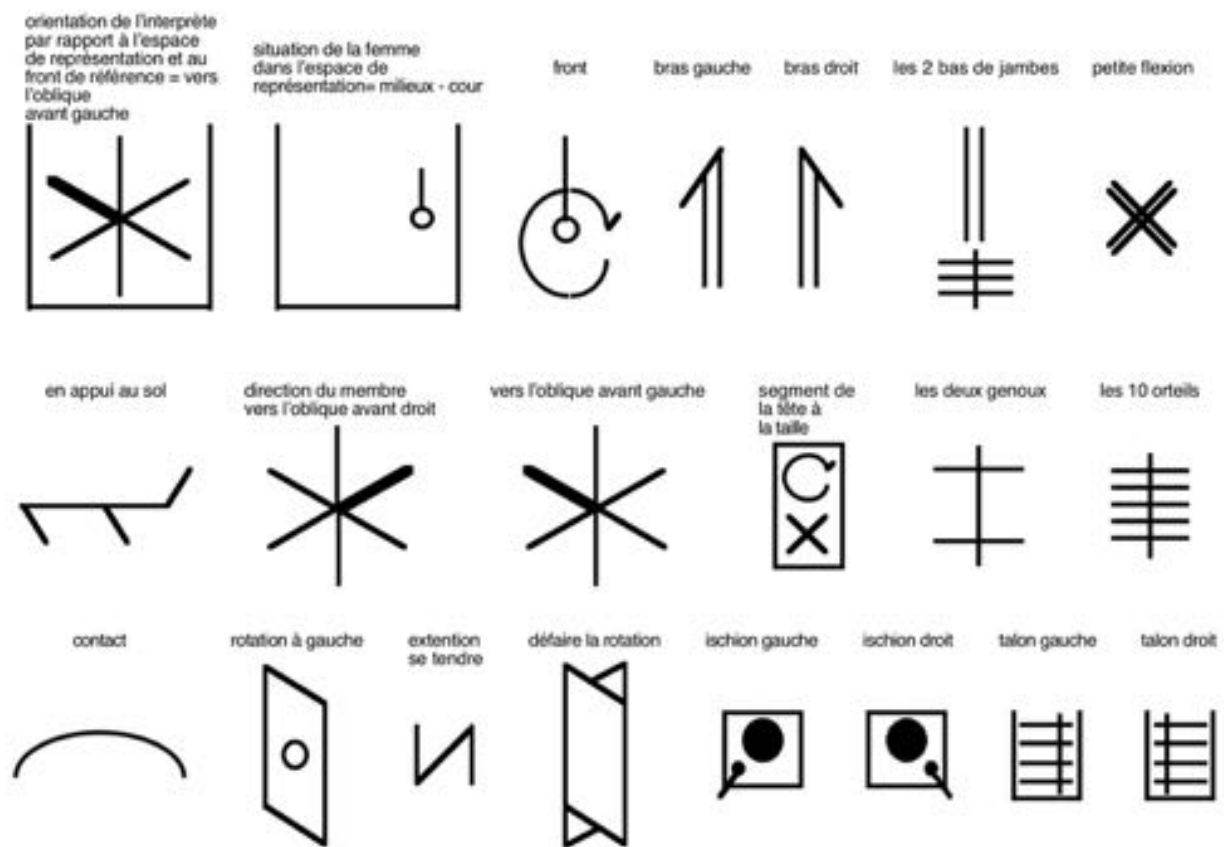 orientation de l'interprète
par rapport à l'espace
de représentation et au
front de référence = vers
l'oblique
avant gauche
situation de la femme
dans l'espace de
représentation= milieux - cour
front
bras gauche
bras droit
les 2 bas de jambes
petite flexion
en appui au sol
direction du membre
vers l'oblique avant droit
vers l'oblique avant gauche
segment de
la tête à
la taille
les deux genoux
les 10 orteils
contact
rotation à gauche
extention
se tendre
défaire la rotation
ischion gauche
ischion droit
talon gauche
talon droit